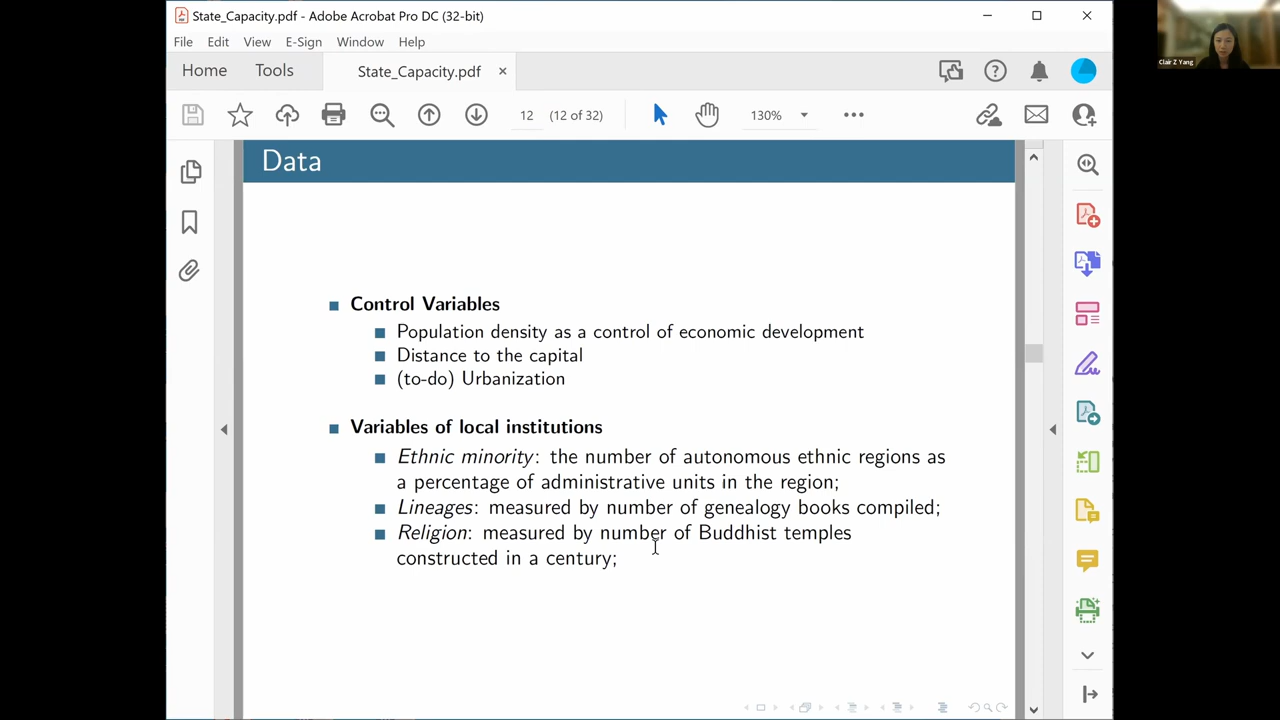 State_Capacity.pdf - Adobe Acrobat Pro DC (32-bit)
File Edit View E-Sign Window Help
Home Tools State_Capacity.pdf ×
12 (12 of 32) 130%
Clair Z Yang
Data
Control Variables
Population density as a control of economic development
Distance to the capital
(to-do) Urbanization
Variables of local institutions
Ethnic minority: the number of autonomous ethnic regions as
a percentage of administrative units in the region;
Lineages: measured by number of genealogy books compiled;
Religion: measured by number of Buddhist temples
constructed in a century;